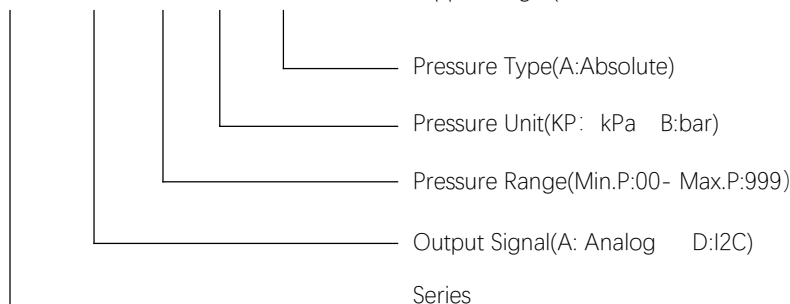 Pressure Type(A:Absolute)
Pressure Unit(KP: kPa B:bar)
Pressure Range(Min.P:00- Max.P:999)
Output Signal(A: Analog D:I2C)
Series